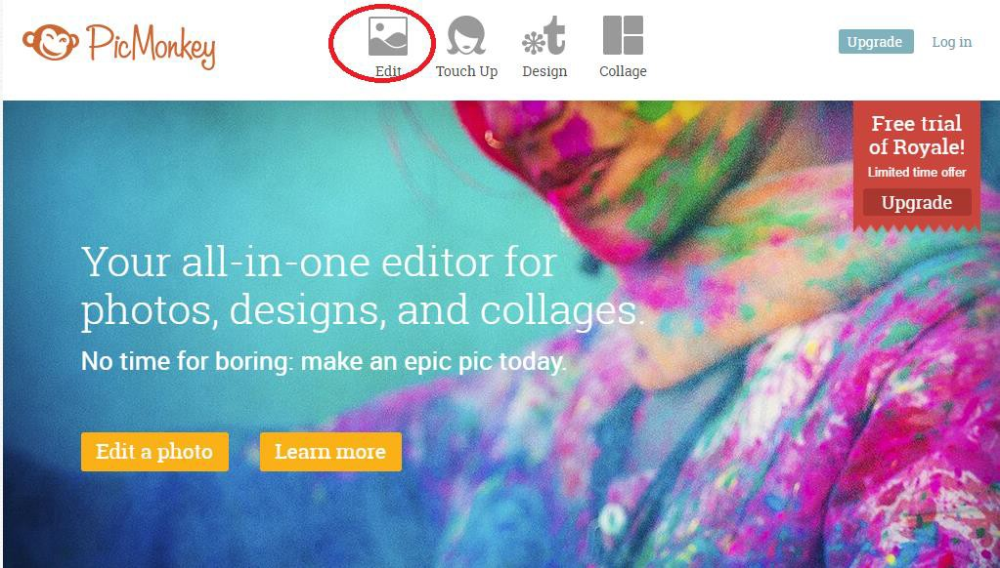 PicMonkey
Edit
Touch Up
Design
Collage
Upgrade
Log in
Free trial
of Royale!
Limited time offer
Upgrade
Your all-in-one editor for
photos, designs, and collages.
No time for boring: make an epic pic today.
Edit a photo
Learn more